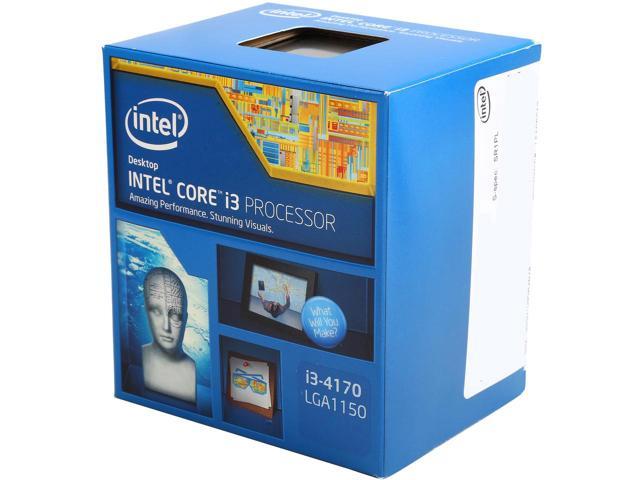 intel
Desktop
INTEL® CORE™ i3 PROCESSOR
Amazing Performance. Stunning Visuals.
What
Will You
Make?
i3-4170
LGA1150
intel
S-spec: SR1PL